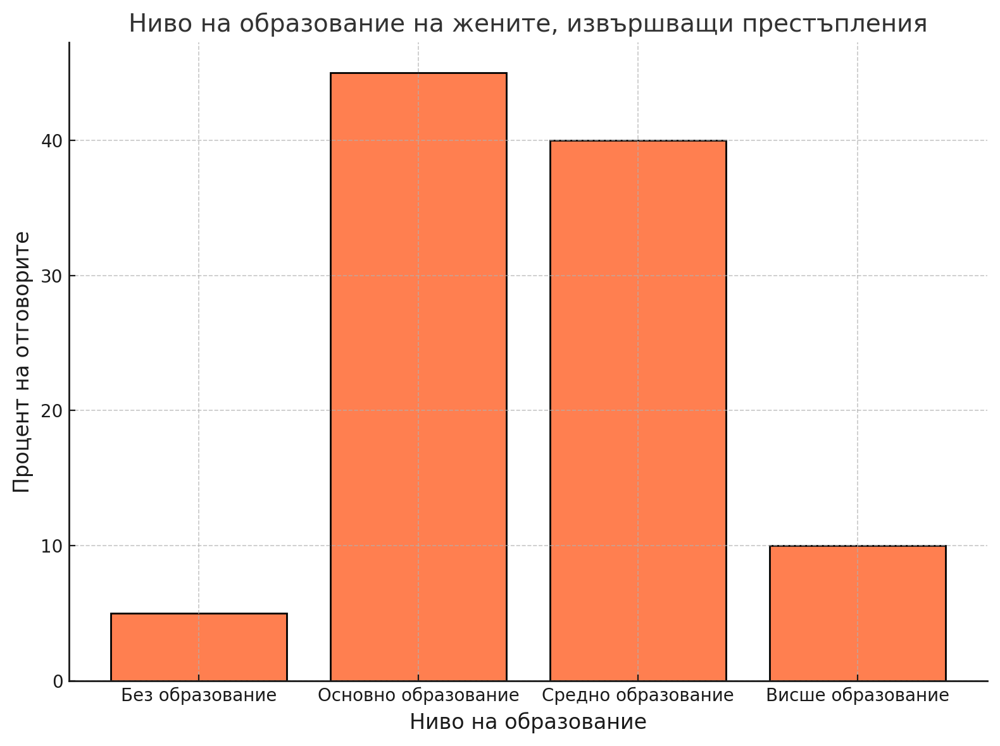 Ниво на образование на жените, извършващи престъпления
Процент на отговорите
40
30
20
10
0
Без образование
Основно образование
Средно образование
Висше образование
Ниво на образование